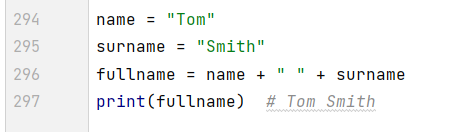 294 name = "Tom"
295 surname = "Smith"
296 fullname = name + " " + surname
297 print(fullname)  # Tom Smith